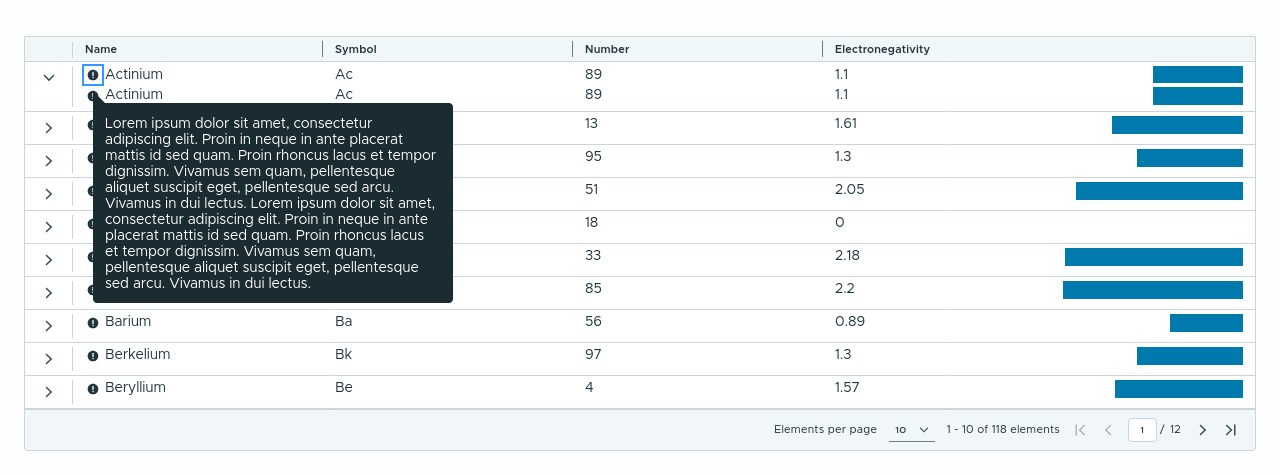 Name Symbol Number Electronegativity
Actinium Ac 89 1.1
Actinium Ac 89 1.1
Lorem ipsum dolor sit amet, consectetur
adipiscing elit. Proin in neque in ante placerat
mattis id sed quam. Proin rhoncus lacus et tempor
dignissim. Vivamus sem quam, pellentesque
aliquet suscipit eget, pellentesque sed arcu.
Vivamus in dui lectus. Lorem ipsum dolor sit amet,
consectetur adipiscing elit. Proin in neque in ante
placerat mattis id sed quam. Proin rhoncus lacus
et tempor dignissim. Vivamus sem quam,
pellentesque aliquet suscipit eget, pellentesque
sed arcu. Vivamus in dui lectus.
13 1.61
95 1.3
51 2.05
18 0
33 2.18
85 2.2
Barium Ba 56 0.89
Berkelium Bk 97 1.3
Beryllium Be 4 1.57
Elements per page 10 1 - 10 of 118 elements 1 / 12